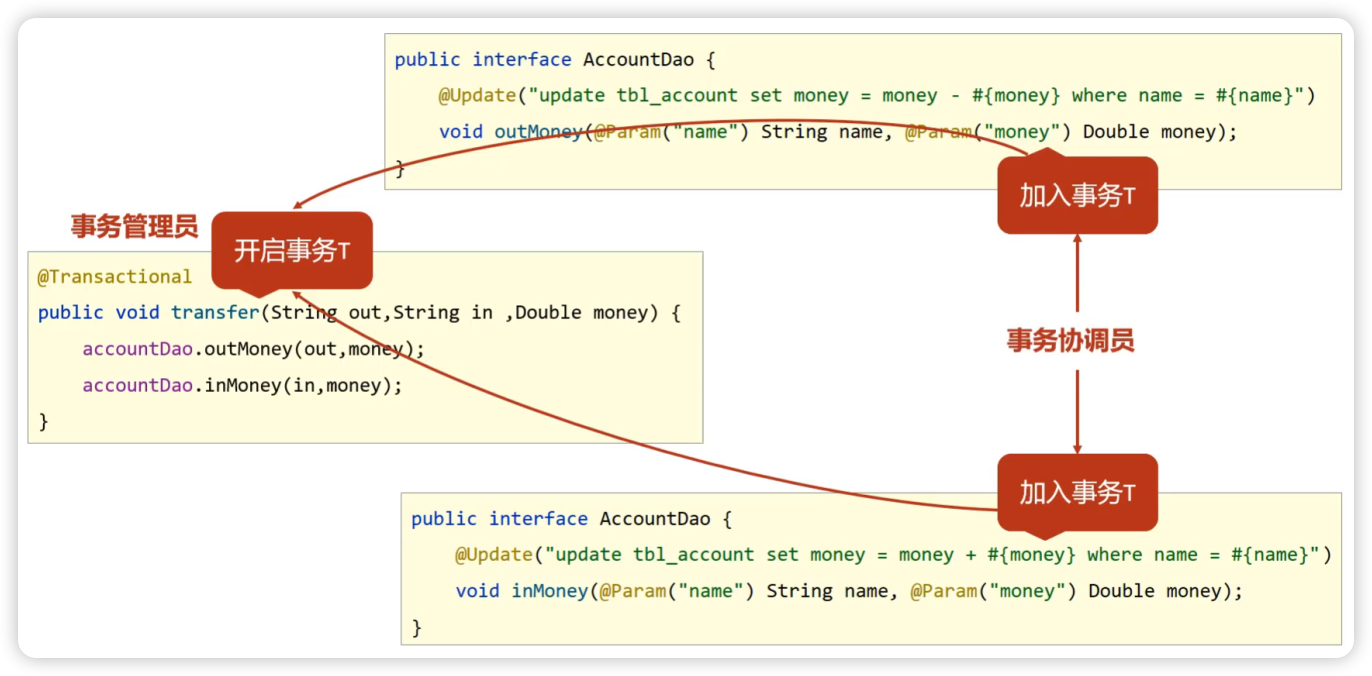 public interface AccountDao {
@Update("update tbl_account set money = money - #{money} where name = #{name}")
void outMoney(@Param("name") String name, @Param("money") Double money);
}
加入事务T
事务管理员
开启事务T
@Transactional
public void transfer(String out,String in ,Double money) {
accountDao.outMoney(out,money);
accountDao.inMoney(in,money);
}
事务协调员
加入事务T
public interface AccountDao {
@Update("update tbl_account set money = money + #{money} where name = #{name}")
void inMoney(@Param("name") String name, @Param("money") Double money);
}